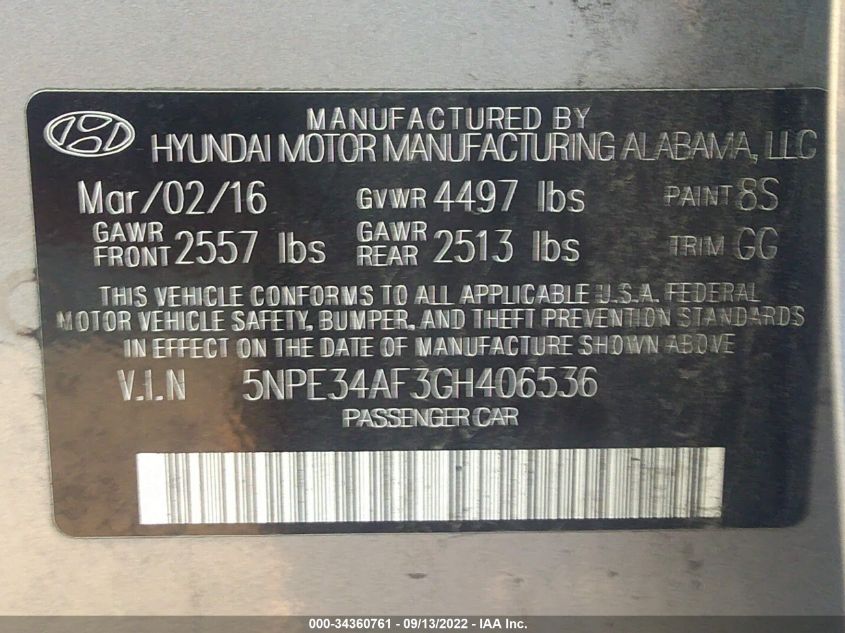 MANUFACTURED BY
HYUNDAI MOTOR MANUFACTURING ALABAMA, LLC
Mar/02/16 GVWR 4497 lbs PAINT 8S
GAWR FRONT 2557 lbs GAWR REAR 2513 lbs TRIM GG
THIS VEHICLE CONFORMS TO ALL APPLICABLE U.S.A. FEDERAL
MOTOR VEHICLE SAFETY, BUMPER, AND THEFT PREVENTION STANDARDS
IN EFFECT ON THE DATE OF MANUFACTURE SHOWN ABOVE
V.I.N 5NPE34AF3GH406536
PASSENGER CAR
000-34360761 - 09/13/2022 - IAA Inc.